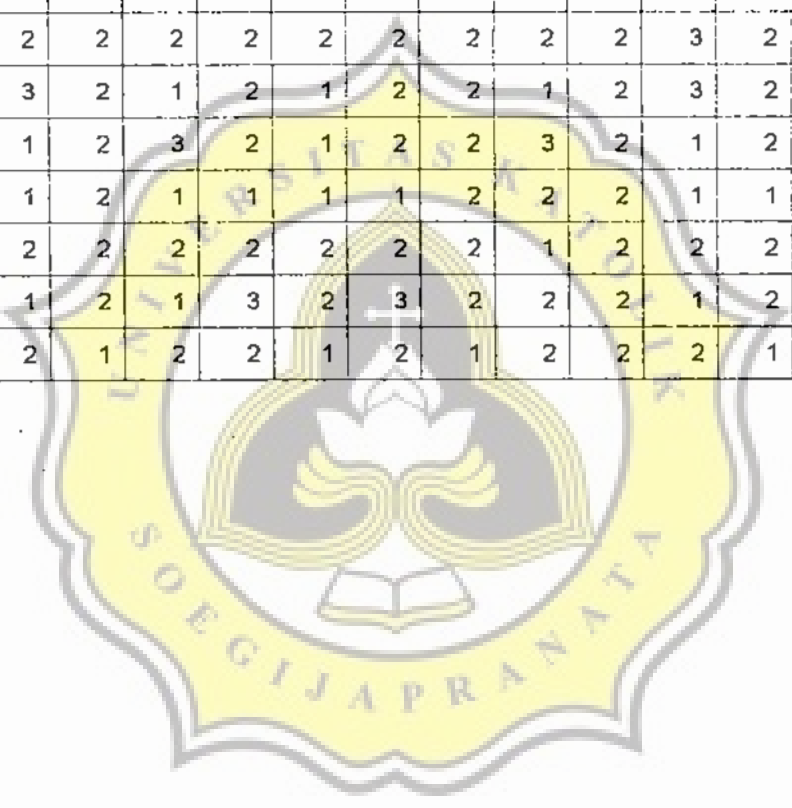 2 2 2 2 2 2 2 2 2 3 2
3 2 1 2 1 2 2 1 2 3 2
1 2 3 2 1 2 2 3 2 1 2
1 2 1 1 1 1 2 2 2 1 1
2 2 2 2 2 2 2 1 2 2 2
1 2 1 3 2 3 2 2 2 1 2
2 1 2 2 1 2 1 2 2 2 1
UNIVERSITAS KATOLIK
SOEGIJAPRANATA